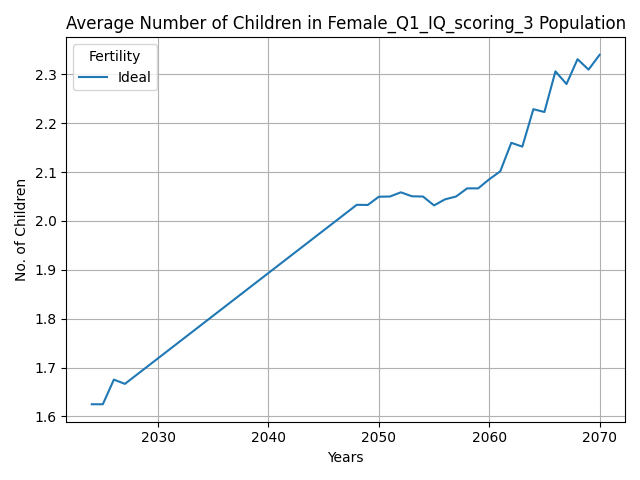 Average Number of Children in Female_Q1_IQ_scoring_3 Population
Fertility
Ideal
No. of Children
2.3
2.2
2.1
2.0
1.9
1.8
1.7
1.6
2030 2040 2050 2060 2070
Years